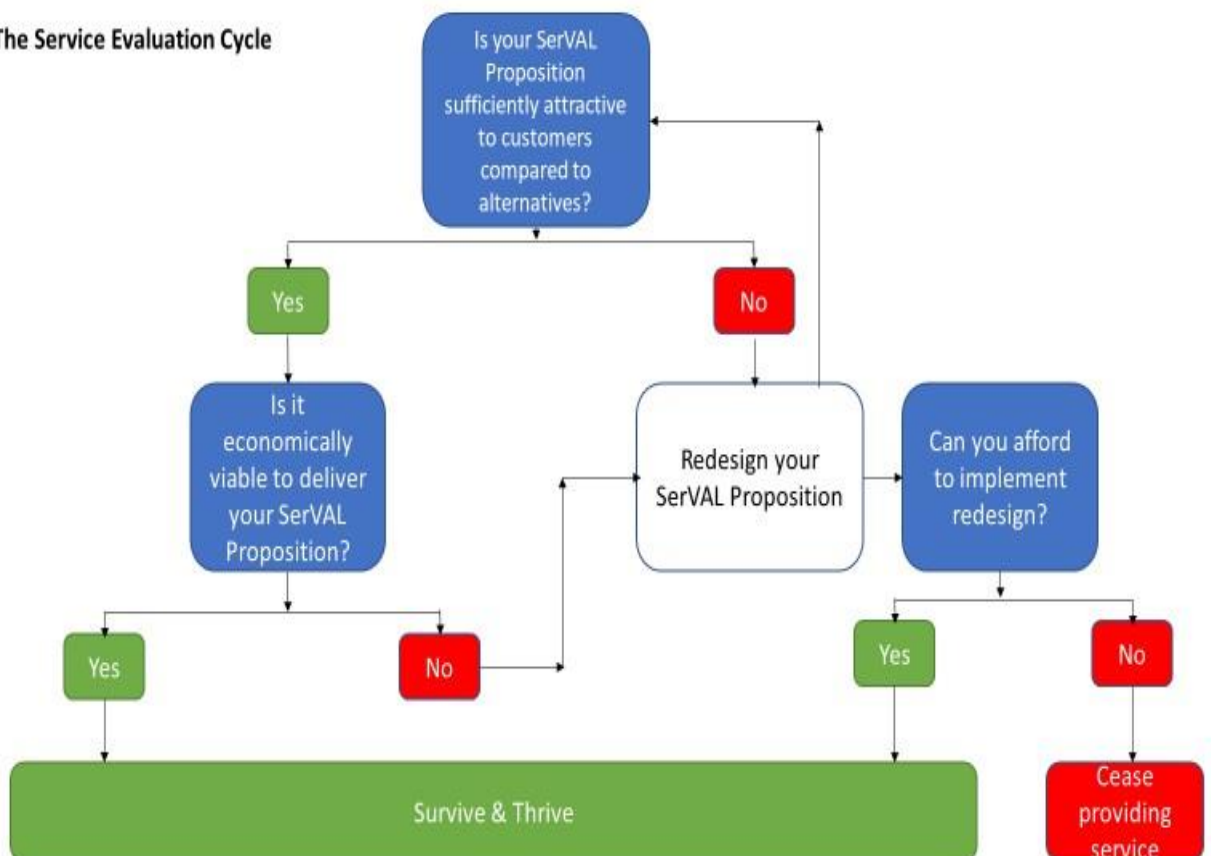 The Service Evaluation Cycle
Is your SerVAL
Proposition
sufficiently attractive
to customers
compared to
alternatives?
Yes
No
Is it
economically
viable to deliver
your SerVAL
Proposition?
Redesign your
SerVAL Proposition
Can you afford
to implement
redesign?
Yes
No
Yes
No
Survive & Thrive
Cease
providing
service